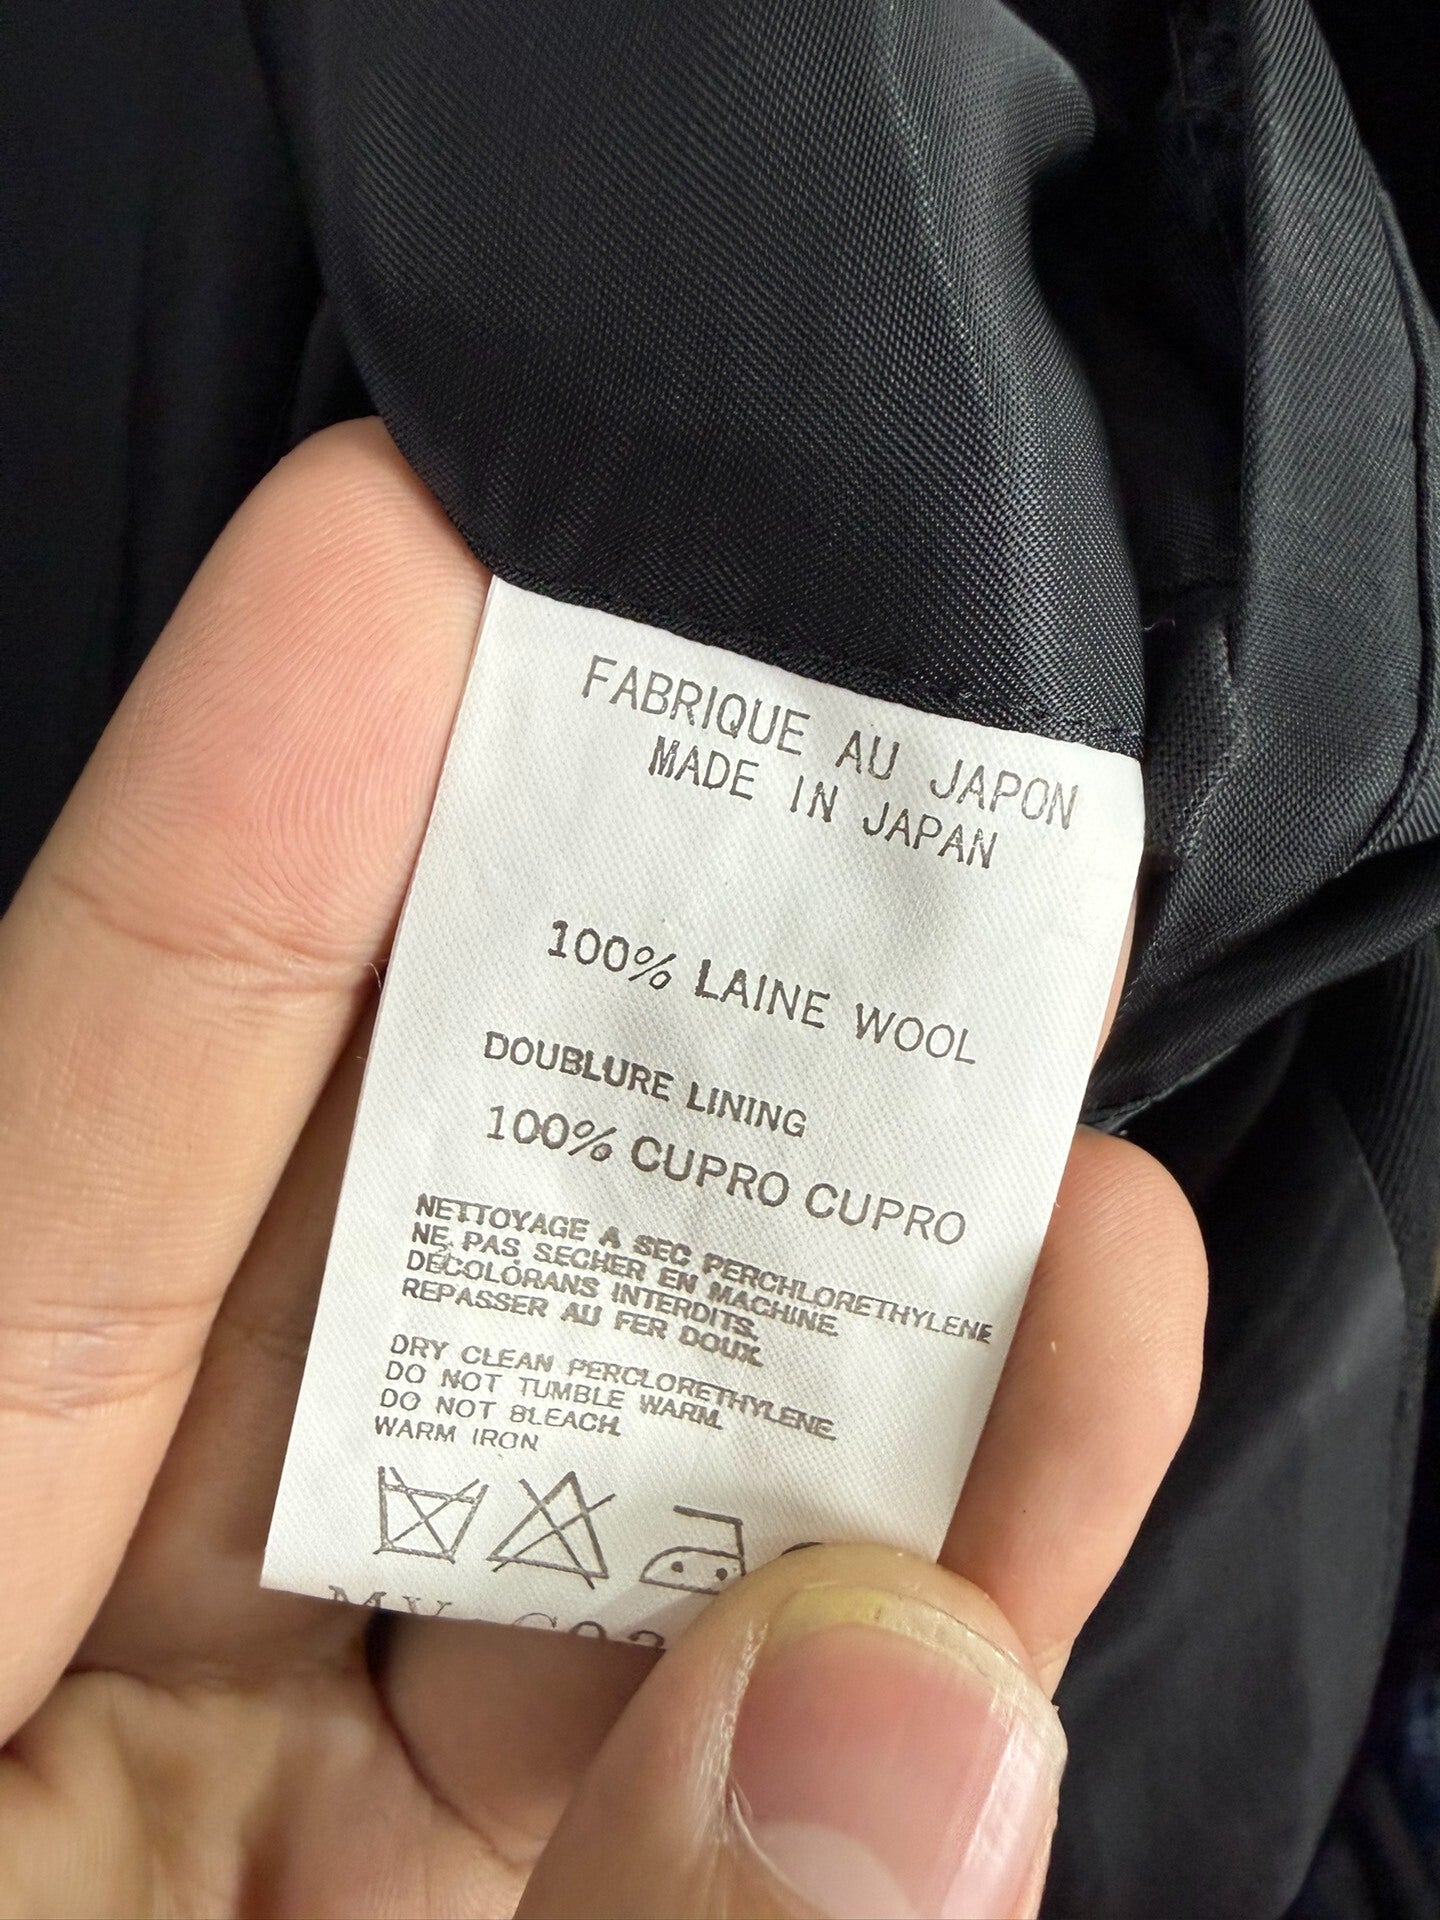 FABRIQUE AU JAPON
MADE IN JAPAN
100% LAINE WOOL
DOUBLURE LINING
100% CUPRO CUPRO
NETTOYAGE A SEC PERCHLORETHYLENE
NE PAS SECHER EN MACHINE.
DECOLORANS INTERDITS.
REPASSER AU FER DOUX.
DRY CLEAN PERCLORETHYLENE.
DO NOT TUMBLE WARM.
DO NOT BLEACH.
WARM IRON